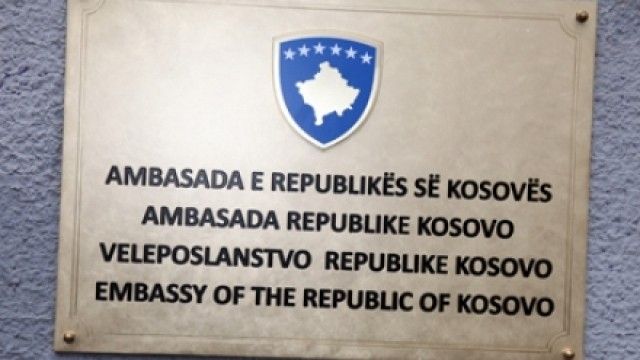 AMBASADA E REPUBLIKËS SË KOSOVËS
AMBASADA REPUBLIKE KOSOVO
VELEPOSLANSTVO REPUBLIKE KOSOVO
EMBASSY OF THE REPUBLIC OF KOSOVO